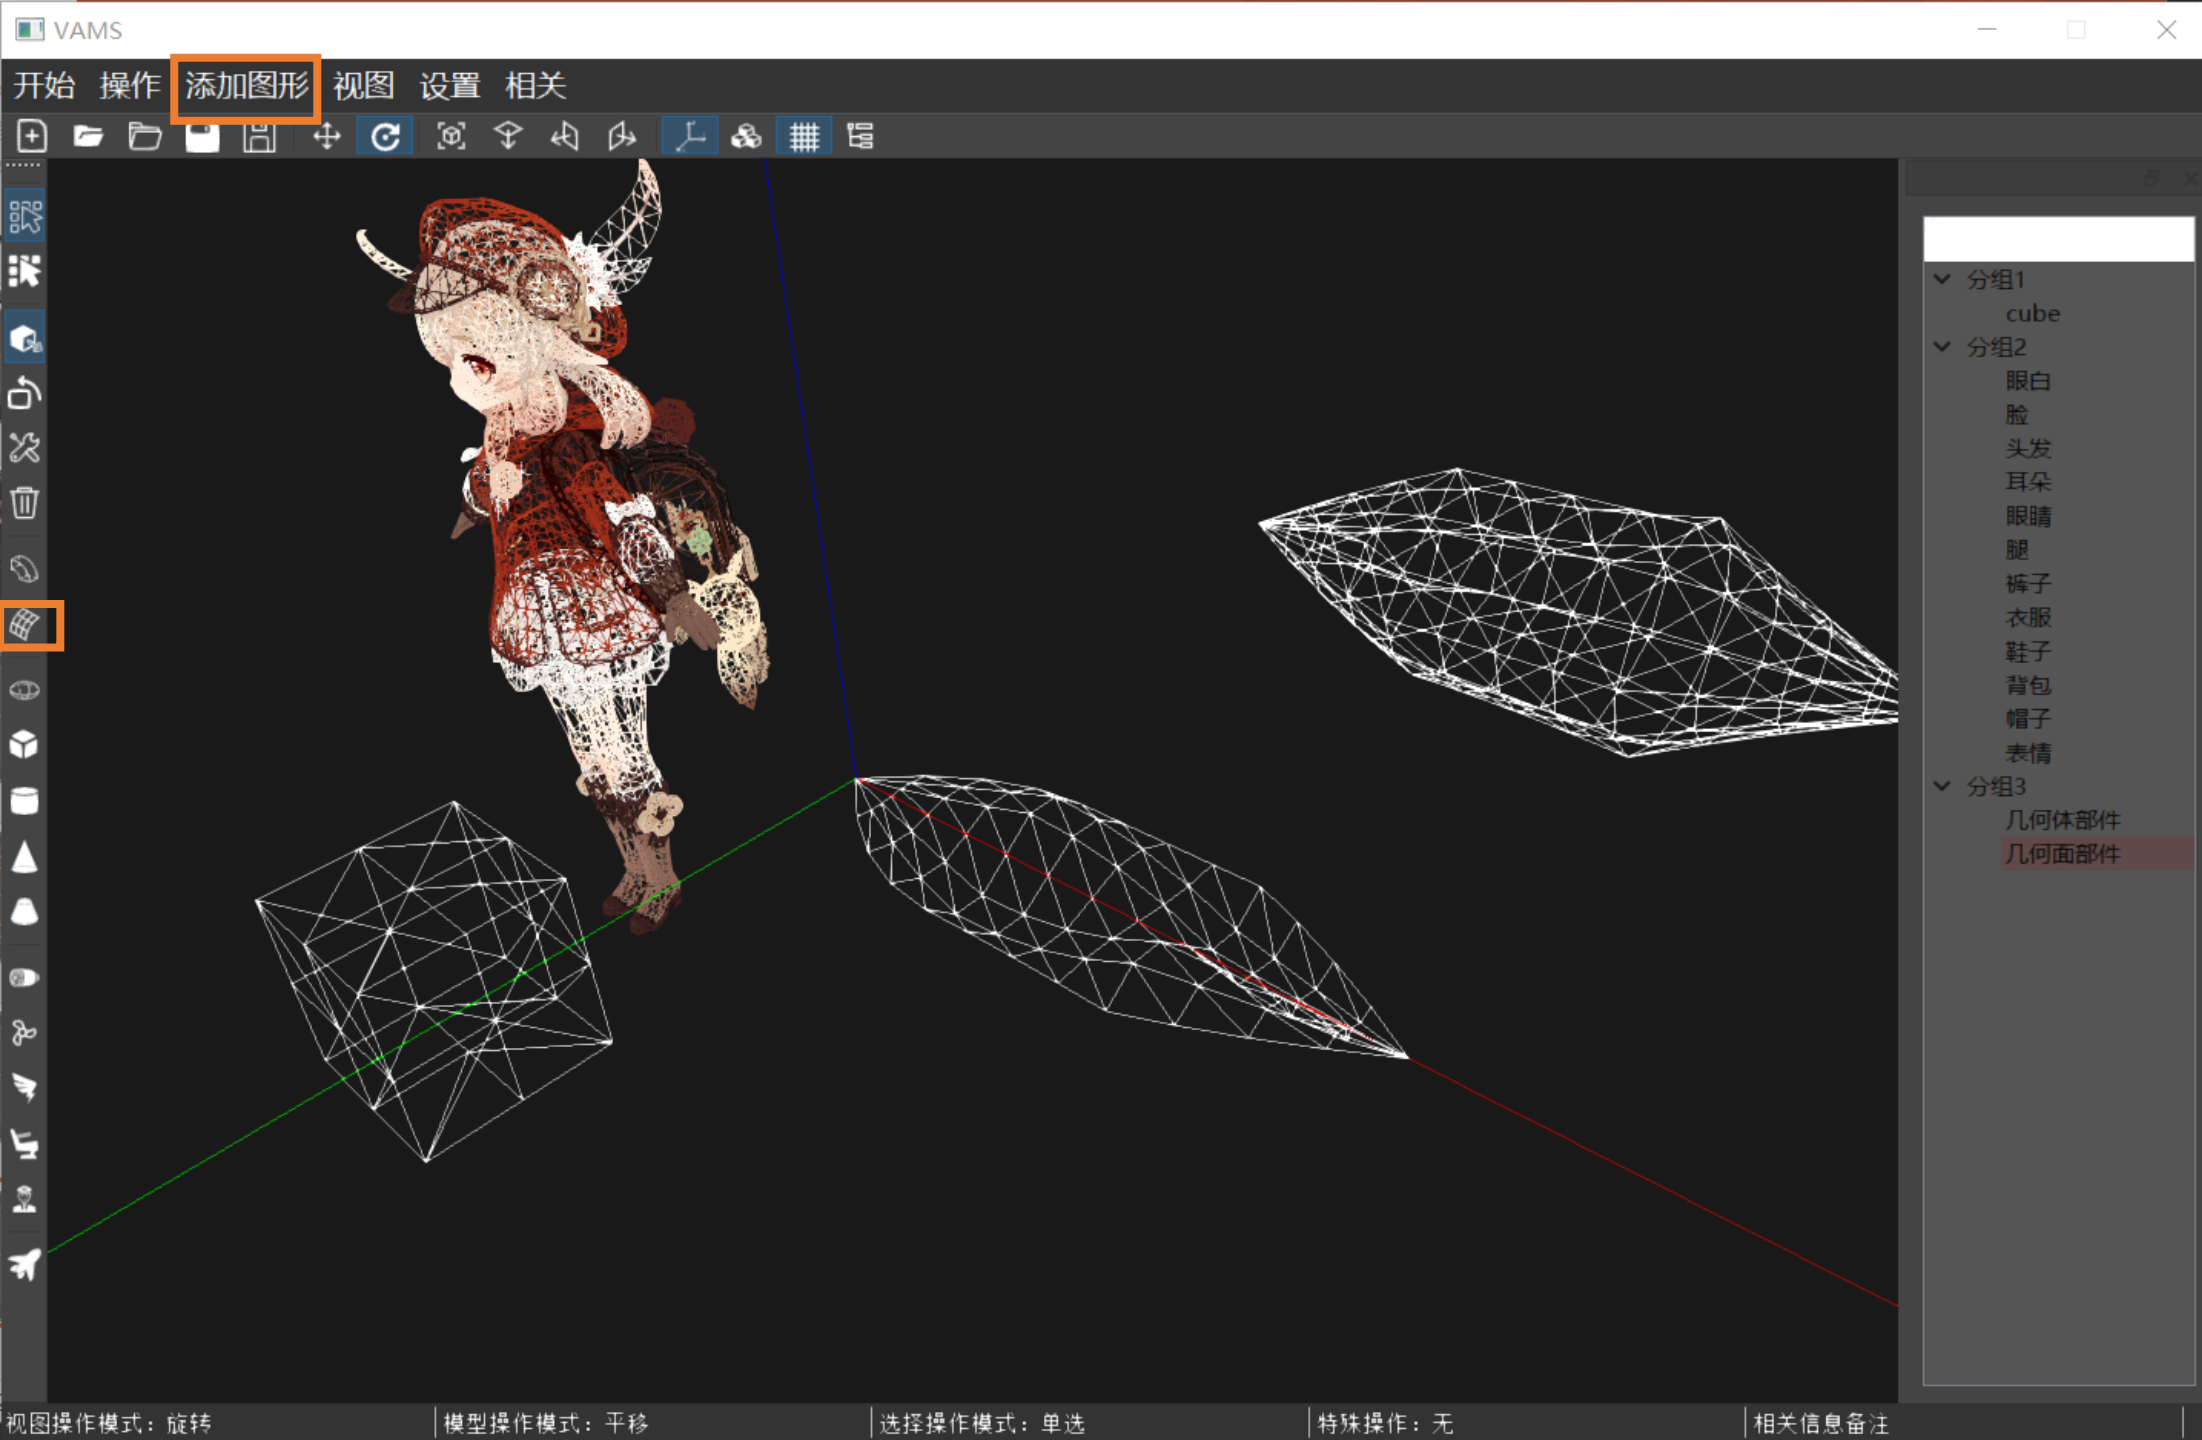 VAMS
开始 操作 添加图形 视图 设置 相关
分组1
cube
分组2
眼白
脸
头发
耳朵
眼睛
腿
裤子
衣服
鞋子
背包
帽子
表情
分组3
几何体部件
几何面部件
视图操作模式：旋转 模型操作模式：平移 选择操作模式：单选 特殊操作：无 相关信息备注